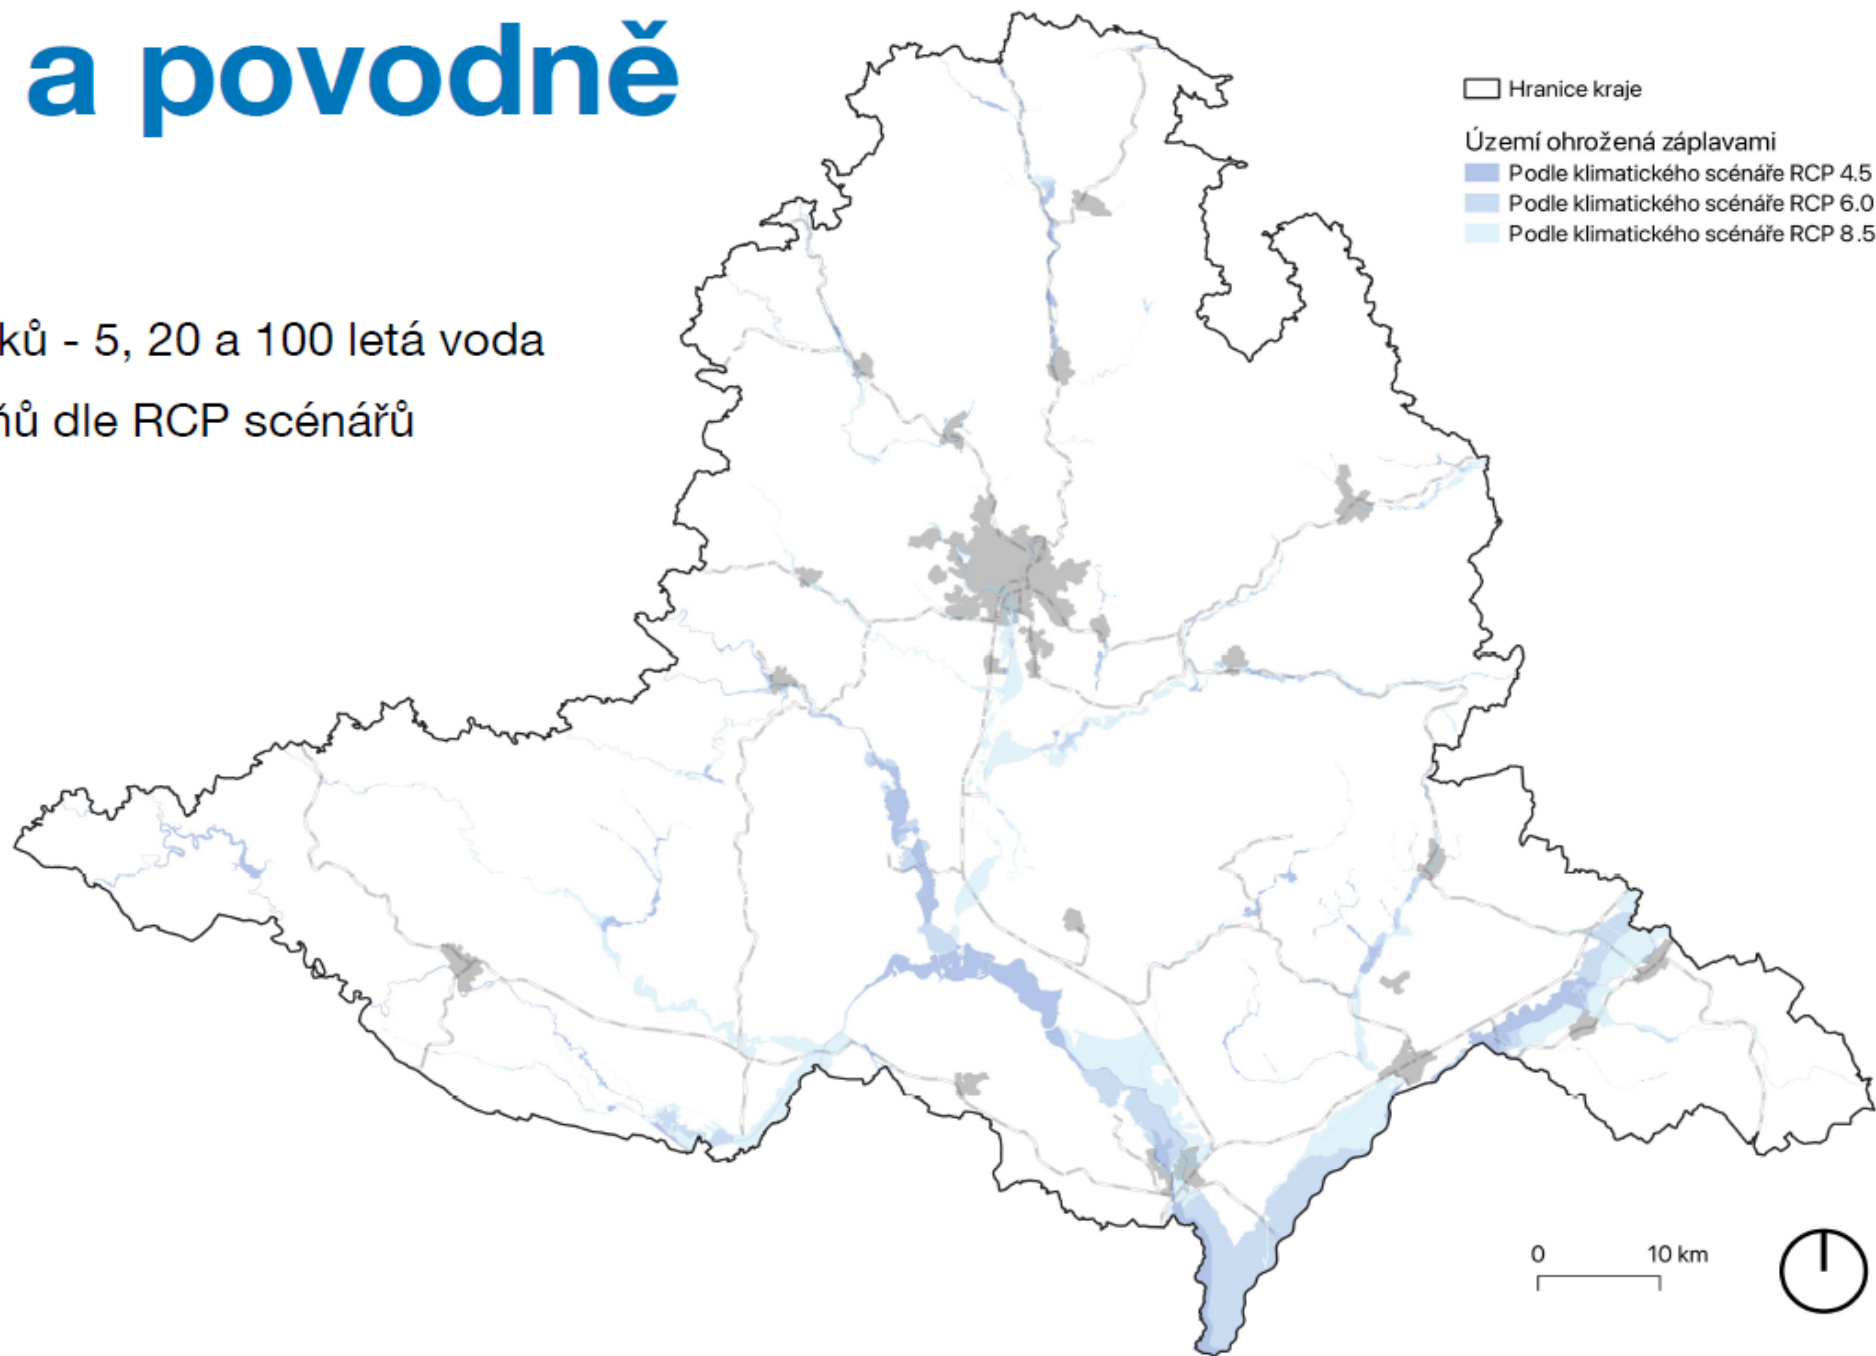 a povodně
ků - 5, 20 a 100 letá voda
ňů dle RCP scénářů
Hranice kraje
Území ohrožená záplavami
Podle klimatického scénáře RCP 4.5
Podle klimatického scénáře RCP 6.0
Podle klimatického scénáře RCP 8.5
0 10 km